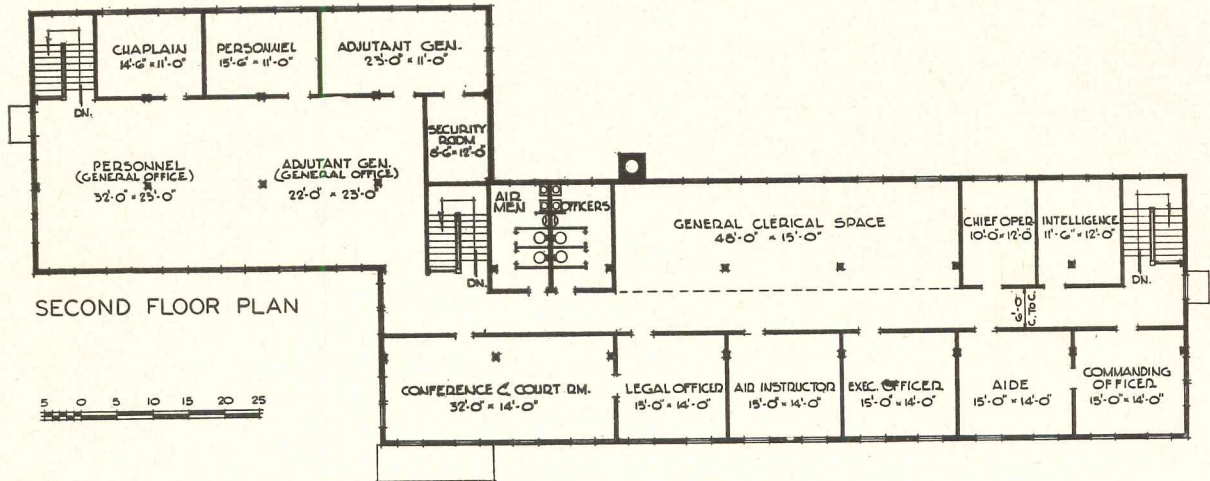 CHAPLAIN
14'-6" × 11'-0"
PERSONNEL
15'-6" × 11'-0"
ADJUTANT GEN.
23'-0" × 11'-0"
DN.
SECURITY
ROOM
8'-6" × 12'-0"
PERSONNEL
(GENERAL OFFICE)
32'-0" × 23'-0"
ADJUTANT GEN.
(GENERAL OFFICE)
22'-0" × 23'-0"
AIR
MEN
OFFICERS
GENERAL CLERICAL SPACE
48'-0" × 15'-0"
CHIEF OPER.
10'-0" × 12'-0"
INTELLIGENCE
11'-6" × 12'-0"
DN.
DN.
6'-0"
C. TO C.
SECOND FLOOR PLAN
CONFERENCE & COURT RM.
32'-0" × 14'-0"
LEGAL OFFICER
15'-0" × 14'-0"
AIR INSTRUCTOR
15'-0" × 14'-0"
EXEC. OFFICER
15'-0" × 14'-0"
AIDE
15'-0" × 14'-0"
COMMANDING
OFFICER
15'-0" × 14'-0"
5 0 5 10 15 20 25